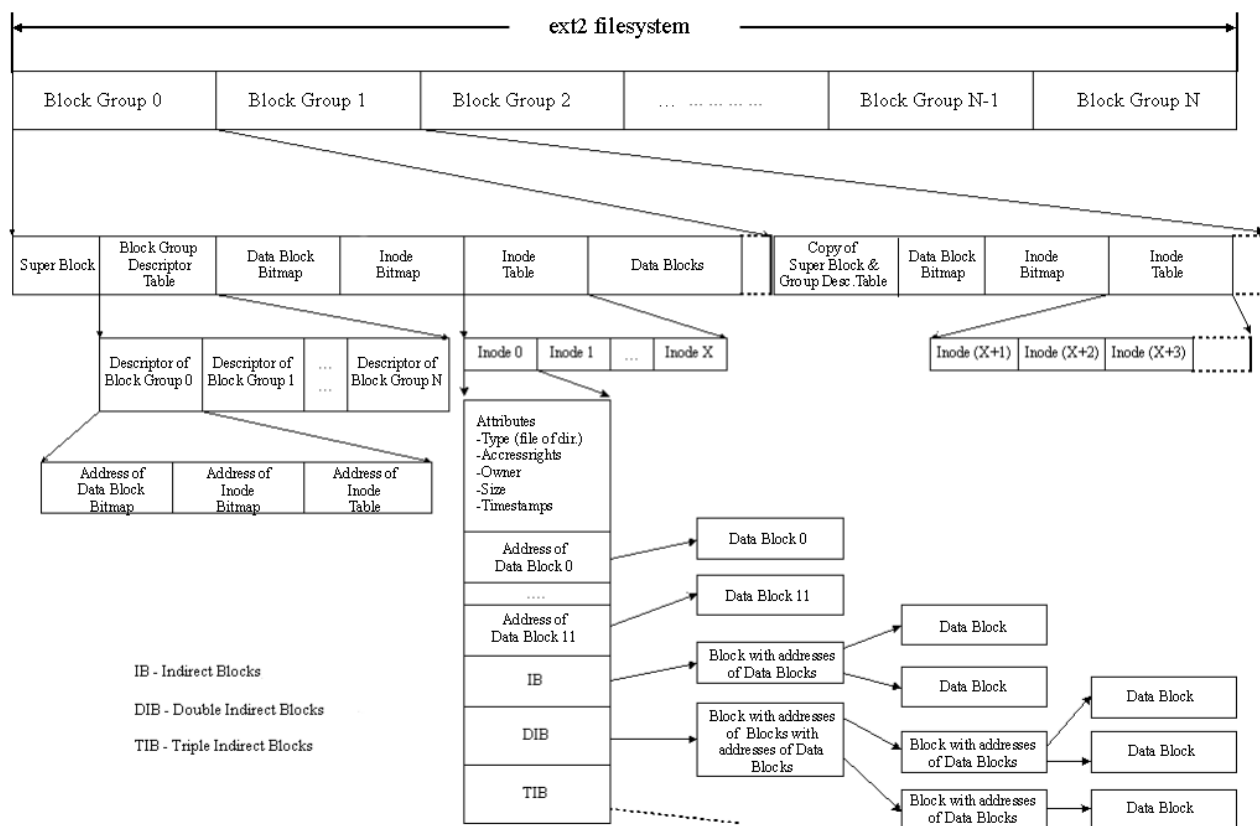 ext2 filesystem
Block Group 0
Block Group 1
Block Group 2
... ... ... ... ...
Block Group N-1
Block Group N
Super Block
Block Group
Descriptor
Table
Data Block
Bitmap
Inode
Bitmap
Inode
Table
Data Blocks
Copy of
Super Block &
Group Desc.Table
Data Block
Bitmap
Inode
Bitmap
Inode
Table
Descriptor of
Block Group 0
Descriptor of
Block Group 1
...
...
Descriptor of
Block Group N
Inode 0
Inode 1
...
Inode X
Inode (X+1)
Inode (X+2)
Inode (X+3)
Address of
Data Block
Bitmap
Address of
Inode
Bitmap
Address of
Inode
Table
Attributes
-Type (file of dir.)
-Accressrights
-Owner
-Size
-Timestamps
Address of
Data Block 0
....
Address of
Data Block 11
IB
DIB
TIB
Data Block 0
Data Block 11
Block with addresses
of Data Blocks
Data Block
Data Block
Block with addresses
of Blocks with
addresses of Data
Blocks
Block with addresses
of Data Blocks
Data Block
Data Block
Block with addresses
of Data Blocks
Data Block
IB - Indirect Blocks
DIB - Double Indirect Blocks
TIB - Triple Indirect Blocks